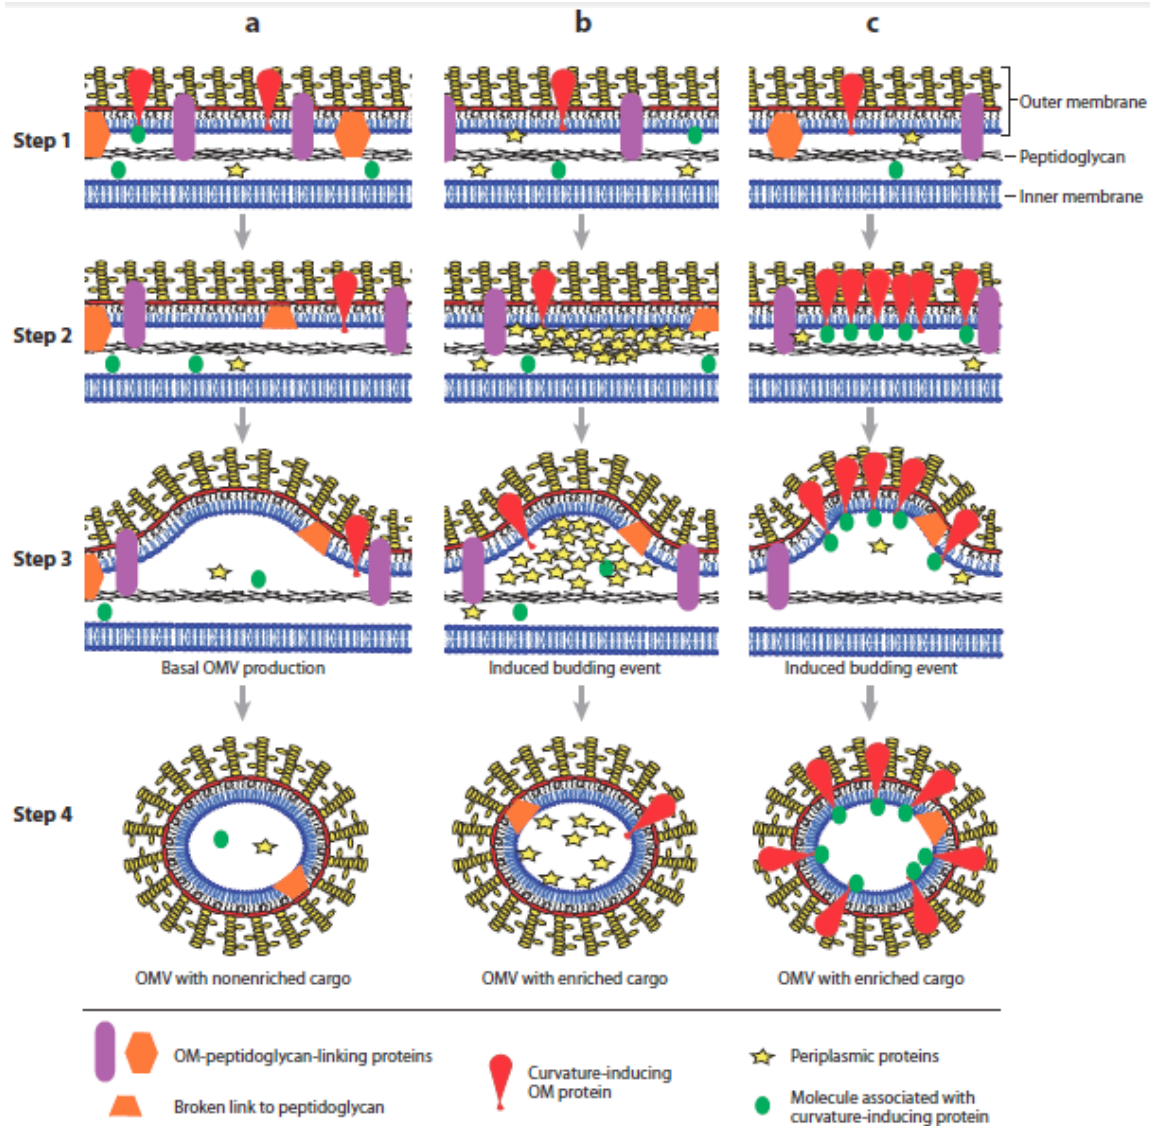 a
b
c
Outer membrane
Step 1
Peptidoglycan
Inner membrane
Step 2
Step 3
Basal OMV production
Induced budding event
Induced budding event
Step 4
OMV with nonenriched cargo
OMV with enriched cargo
OMV with enriched cargo
OM-peptidoglycan-linking proteins
Broken link to peptidoglycan
Curvature-inducing
OM protein
Periplasmic proteins
Molecule associated with
curvature-inducing protein